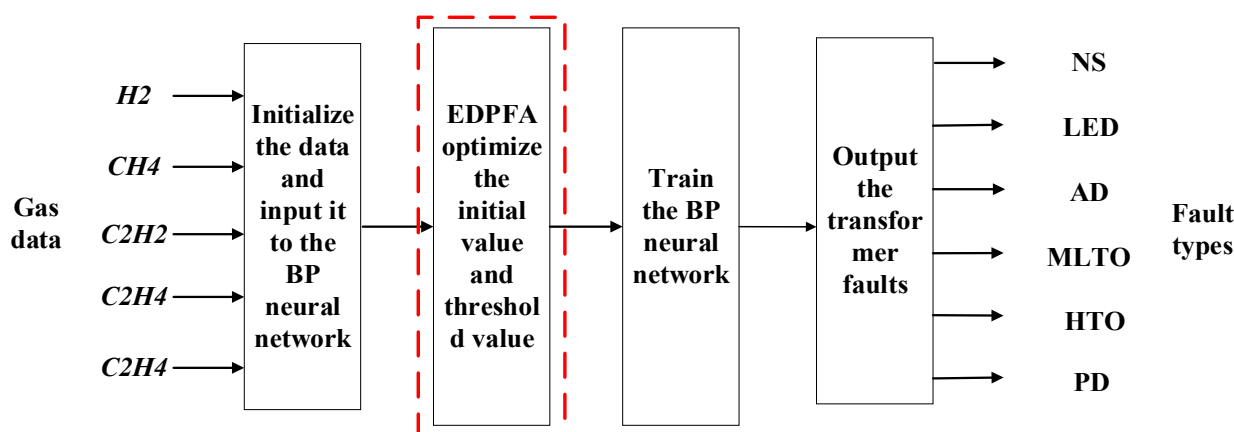 Gas
data
H2
CH4
C2H2
C2H4
C2H4
Initialize
the data
and
input it
to the
BP
neural
network
EDPFA
optimize
the
initial
value
and
threshol
d value
Train
the BP
neural
network
Output
the
transfor
mer
faults
NS
LED
AD
MLTO
HTO
PD
Fault
types